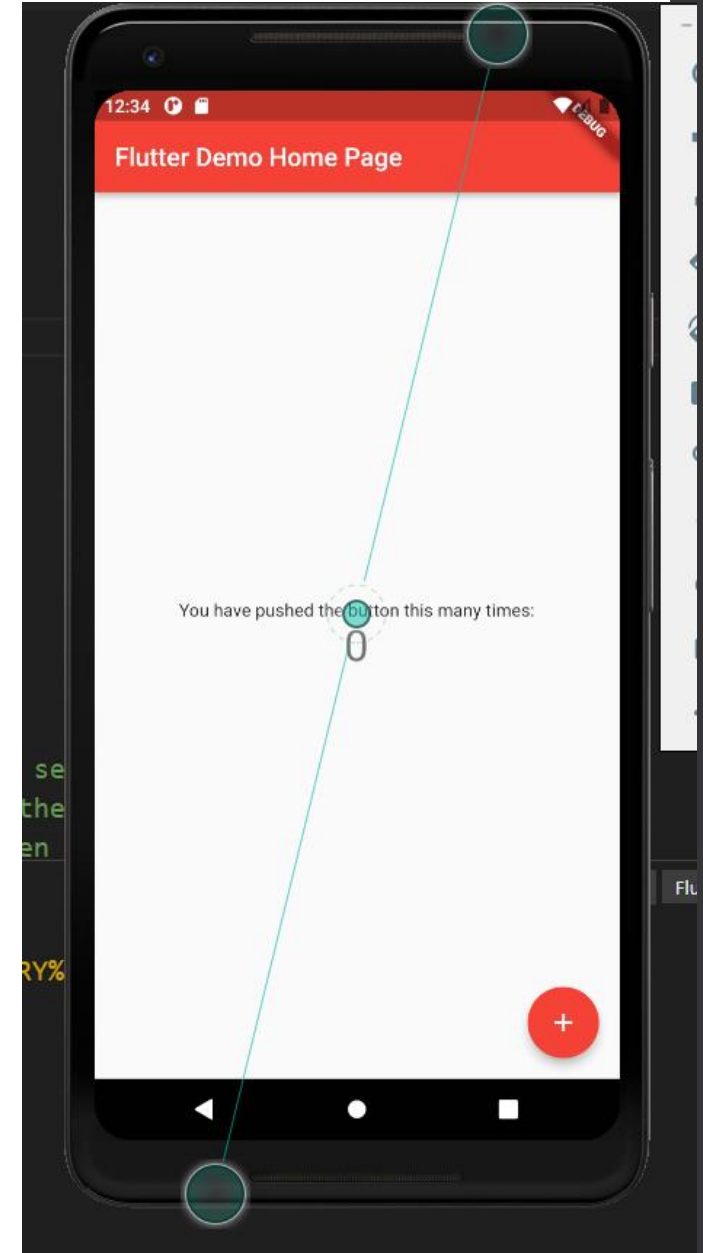 12:34
DEBUG
Flutter Demo Home Page
You have pushed the button this many times:
0
se
the
en
Flu
RY%
+